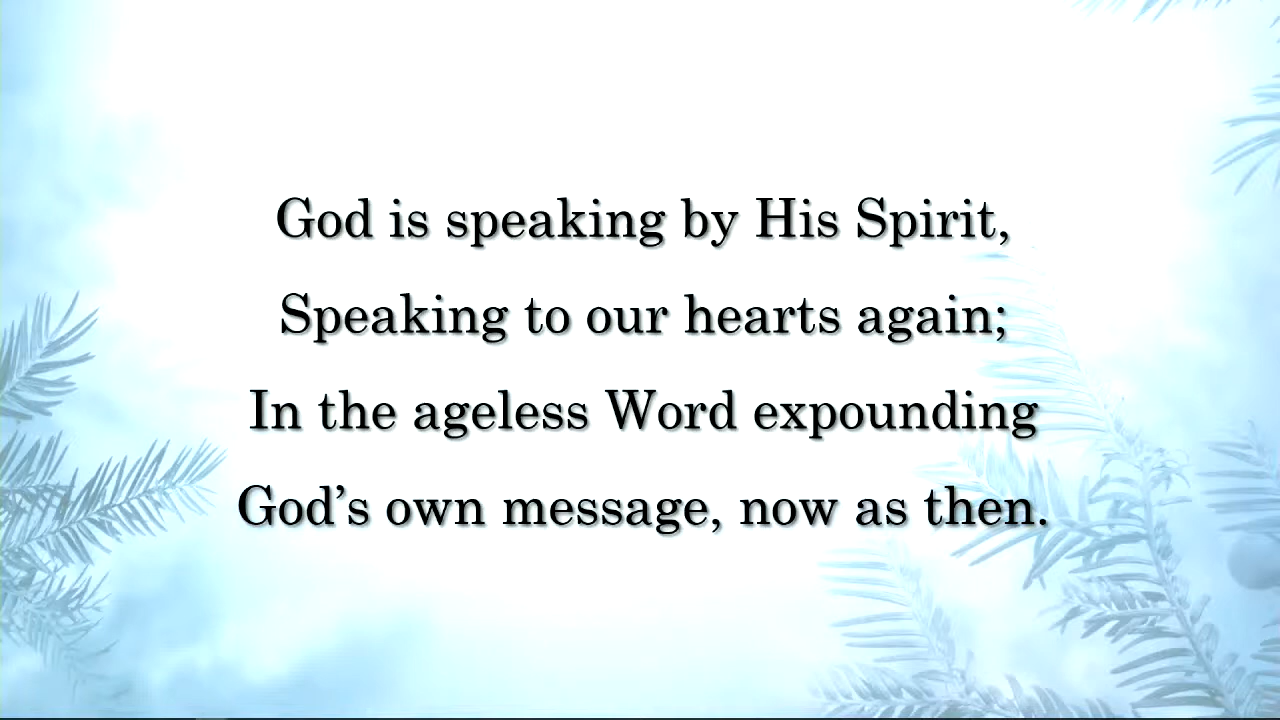 God is speaking by His Spirit,
Speaking to our hearts again;
In the ageless Word expounding
God’s own message, now as then.